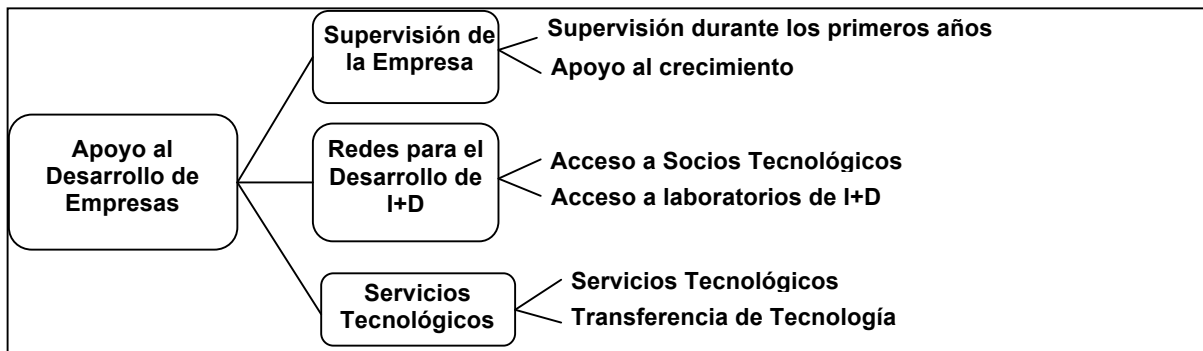 Supervisión de
la Empresa
Supervisión durante los primeros años
Apoyo al crecimiento
Apoyo al
Desarrollo de
Empresas
Redes para el
Desarrollo de
I+D
Acceso a Socios Tecnológicos
Acceso a laboratorios de I+D
Servicios
Tecnológicos
Servicios Tecnológicos
Transferencia de Tecnología